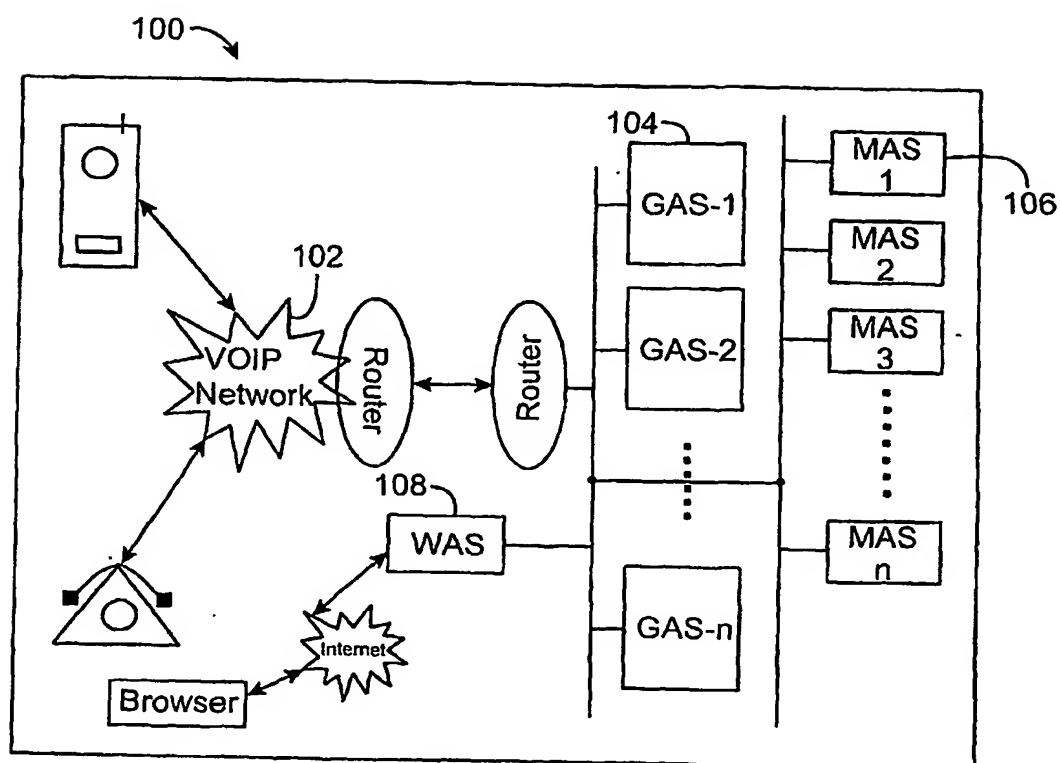 100
104
MAS
1
106
GAS-1
MAS
2
102
VOIP
Network
Router
Router
GAS-2
MAS
3
108
WAS
MAS
n
GAS-n
Internet
Browser